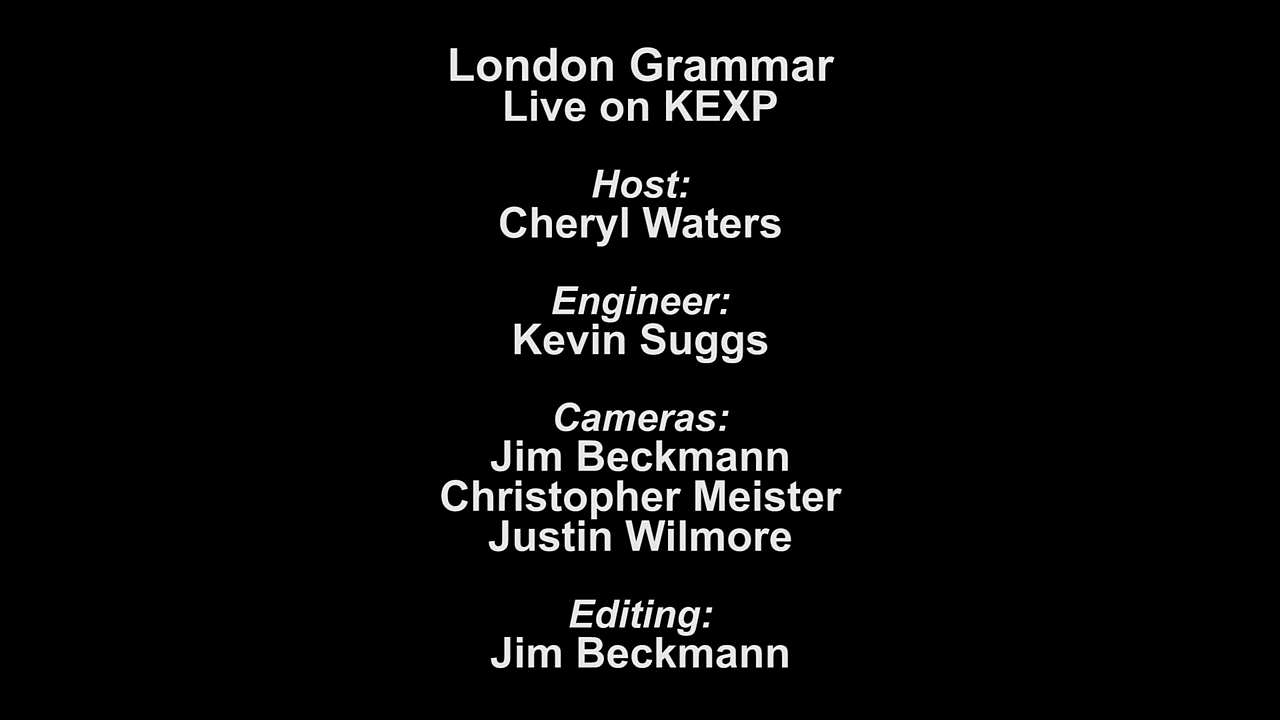 London Grammar
Live on KEXP
Host:
Cheryl Waters
Engineer:
Kevin Suggs
Cameras:
Jim Beckmann
Christopher Meister
Justin Wilmore
Editing:
Jim Beckmann